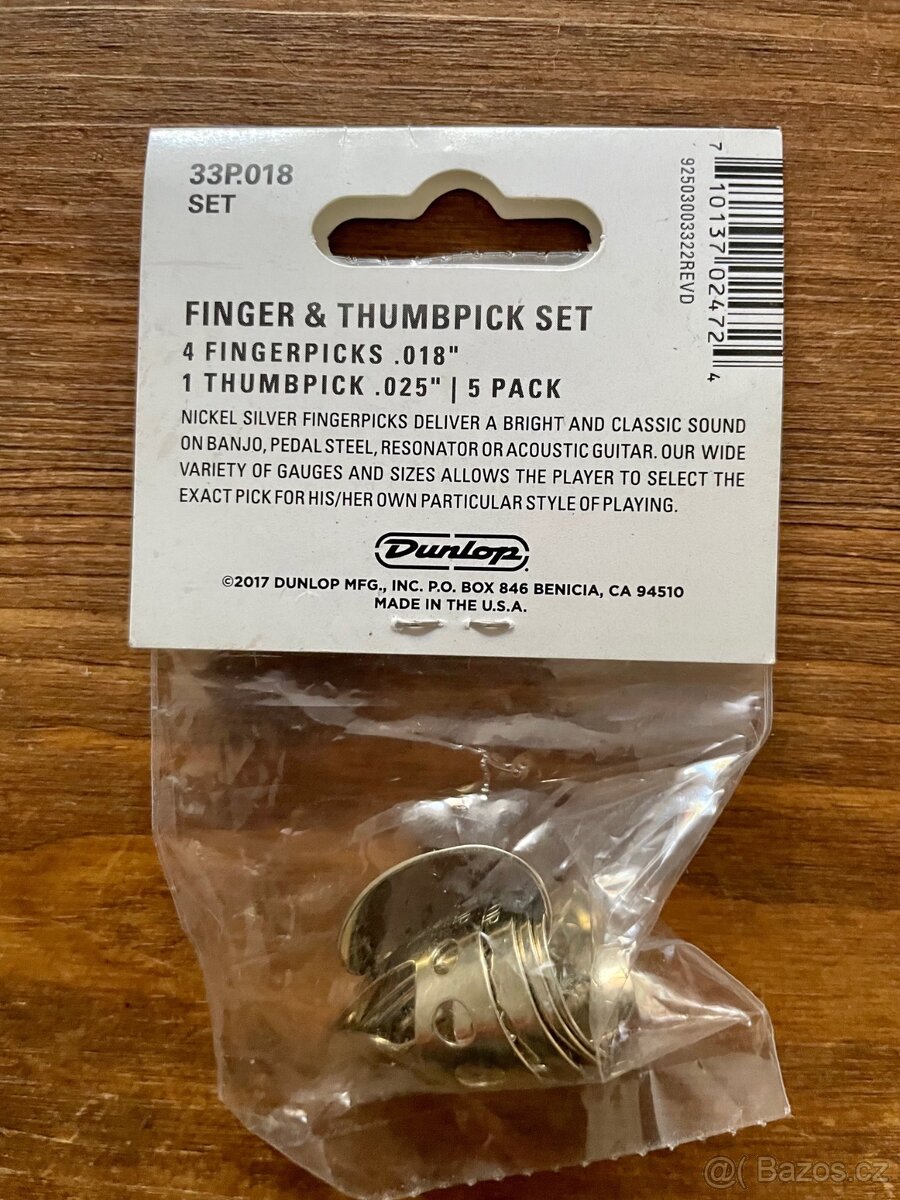 33P.018
SET
7 10137 02472 4
92503003322REVD
FINGER & THUMBPICK SET
4 FINGERPICKS .018"
1 THUMBPICK .025" | 5 PACK
NICKEL SILVER FINGERPICKS DELIVER A BRIGHT AND CLASSIC SOUND
ON BANJO, PEDAL STEEL, RESONATOR OR ACOUSTIC GUITAR. OUR WIDE
VARIETY OF GAUGES AND SIZES ALLOWS THE PLAYER TO SELECT THE
EXACT PICK FOR HIS/HER OWN PARTICULAR STYLE OF PLAYING.
Dunlop
©2017 DUNLOP MFG., INC. P.O. BOX 846 BENICIA, CA 94510
MADE IN THE U.S.A.
@( Bazos.cz